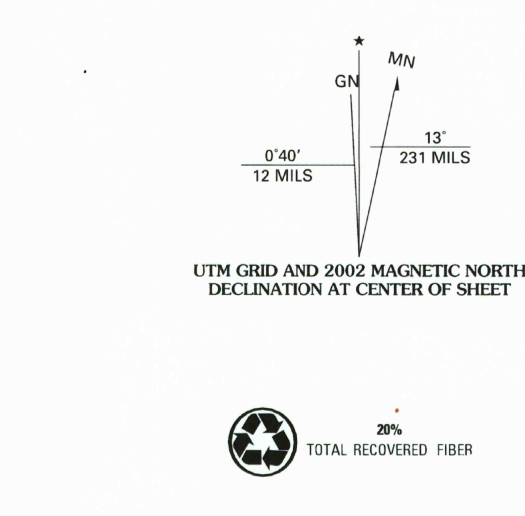 ★
MN
GN
13°
231 MILS
0°40'
12 MILS
UTM GRID AND 2002 MAGNETIC NORTH
DECLINATION AT CENTER OF SHEET
20%
TOTAL RECOVERED FIBER